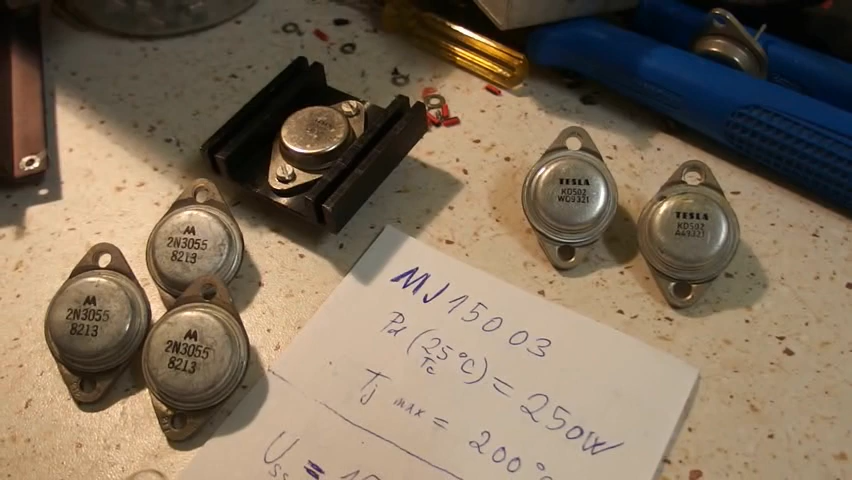 2N3055
8213
2N3055
8213
2N3055
8213
TESLA
KD502
TESLA
KD502
MJ15003
Pd (25°C) = 250W
Tc
Tj max = 200°